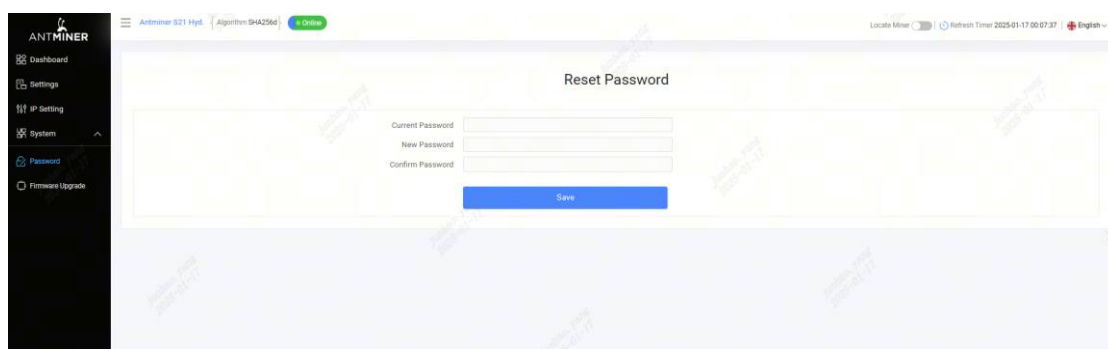 ANTMINER
Antminer S21 Hyd. Algorithm SHA256d Online
Locate Miner Refresh Timer 2025-01-17 00:07:37 English
Dashboard
Settings
IP Setting
System
Password
Firmware Upgrade
Reset Password
Current Password
New Password
Confirm Password
Save